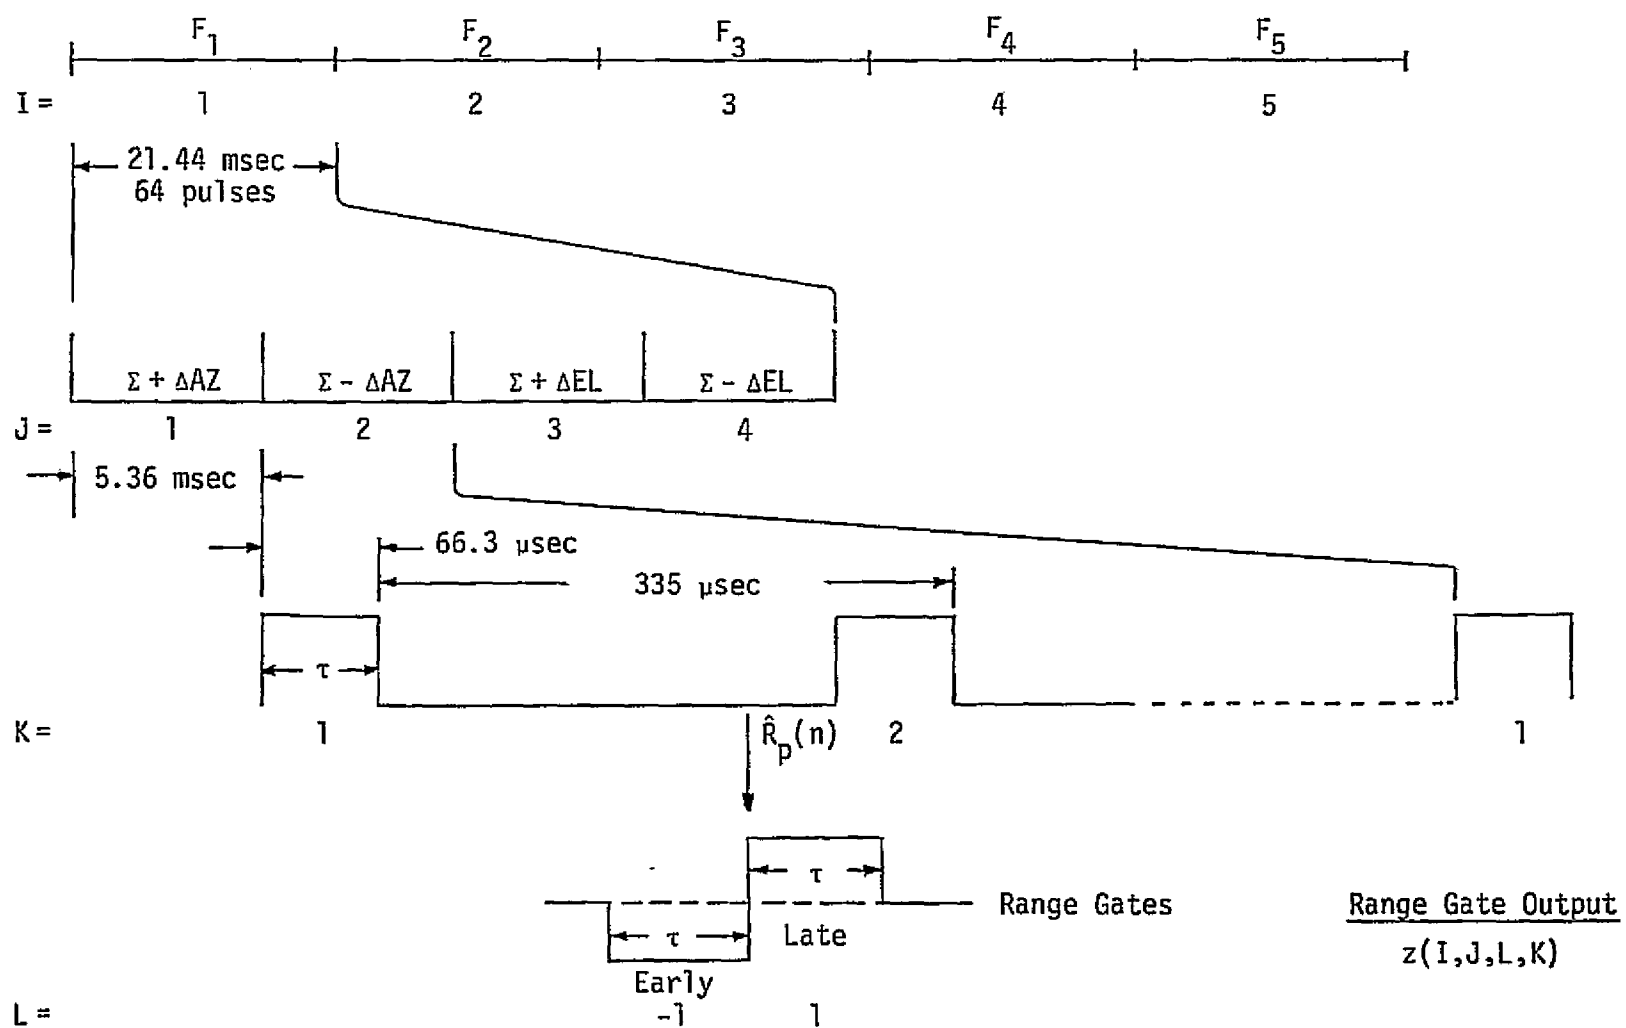 F1 F2 F3 F4 F5
I = 1 2 3 4 5
21.44 msec
64 pulses
Σ + ΔAZ Σ - ΔAZ Σ + ΔEL Σ - ΔEL
J = 1 2 3 4
5.36 msec
66.3 μsec
335 μsec
τ
K = 1 R̂p(n) 2 1
τ
Range Gates Range Gate Output
τ Late
z(I,J,L,K)
Early
L = -1 1